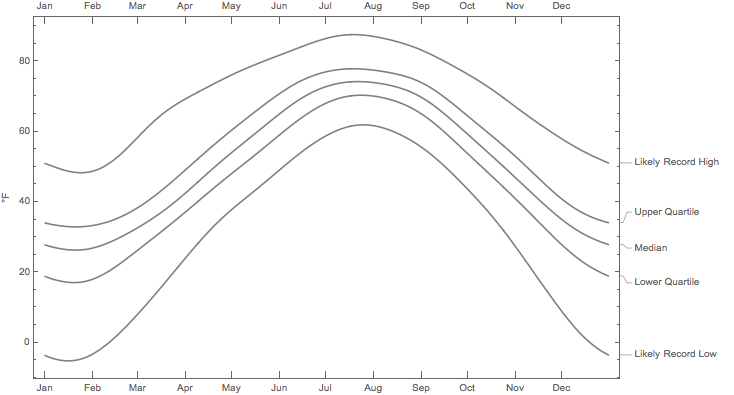 Jan Feb Mar Apr May Jun Jul Aug Sep Oct Nov Dec
80
60
Likely Record High
Upper Quartile
40
°F
Median
Lower Quartile
20
0
Likely Record Low
Jan Feb Mar Apr May Jun Jul Aug Sep Oct Nov Dec